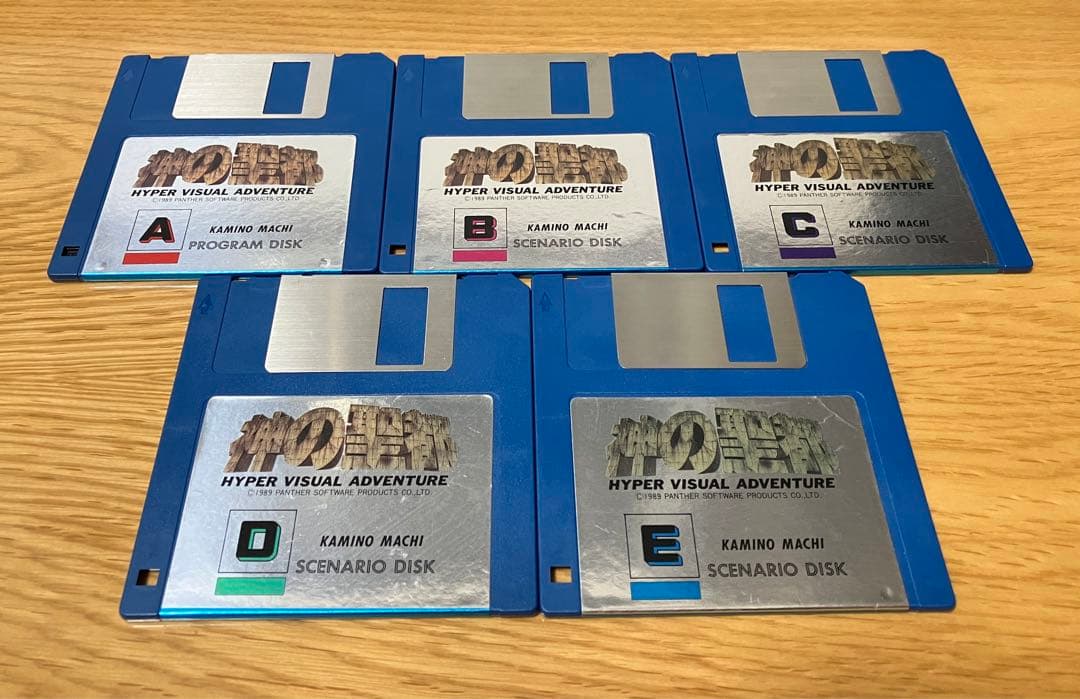 神の聖都
HYPER VISUAL ADVENTURE
©1989 PANTHER SOFTWARE PRODUCTS CO.,LTD.
A
KAMINO MACHI
PROGRAM DISK
神の聖都
HYPER VISUAL ADVENTURE
©1989 PANTHER SOFTWARE PRODUCTS CO.,LTD.
B
KAMINO MACHI
SCENARIO DISK
神の聖都
HYPER VISUAL ADVENTURE
©1989 PANTHER SOFTWARE PRODUCTS CO.,LTD.
C
KAMINO MACHI
SCENARIO DISK
神の聖都
HYPER VISUAL ADVENTURE
©1989 PANTHER SOFTWARE PRODUCTS CO.,LTD.
D
KAMINO MACHI
SCENARIO DISK
神の聖都
HYPER VISUAL ADVENTURE
©1989 PANTHER SOFTWARE PRODUCTS CO.,LTD.
E
KAMINO MACHI
SCENARIO DISK